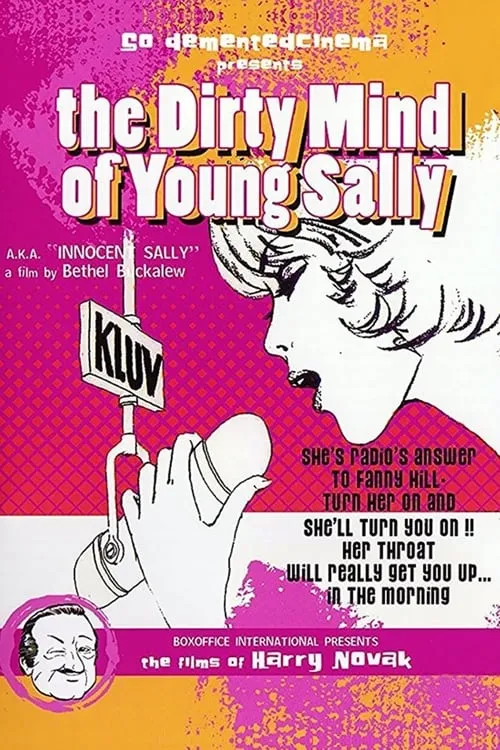 so dementedcinema
presents
the Dirty Mind
of Young Sally
A.K.A. "INNOCENT SALLY"
a film by Bethel Buckalew
KLUV
SHE'S RADIO'S ANSWER
TO FANNY HILL.
TURN HER ON AND
SHE'LL TURN YOU ON !!
HER THROAT
WILL REALLY GET YOU UP...
IN THE MORNING
BOXOFFICE INTERNATIONAL PRESENTS
the films of Harry Novak